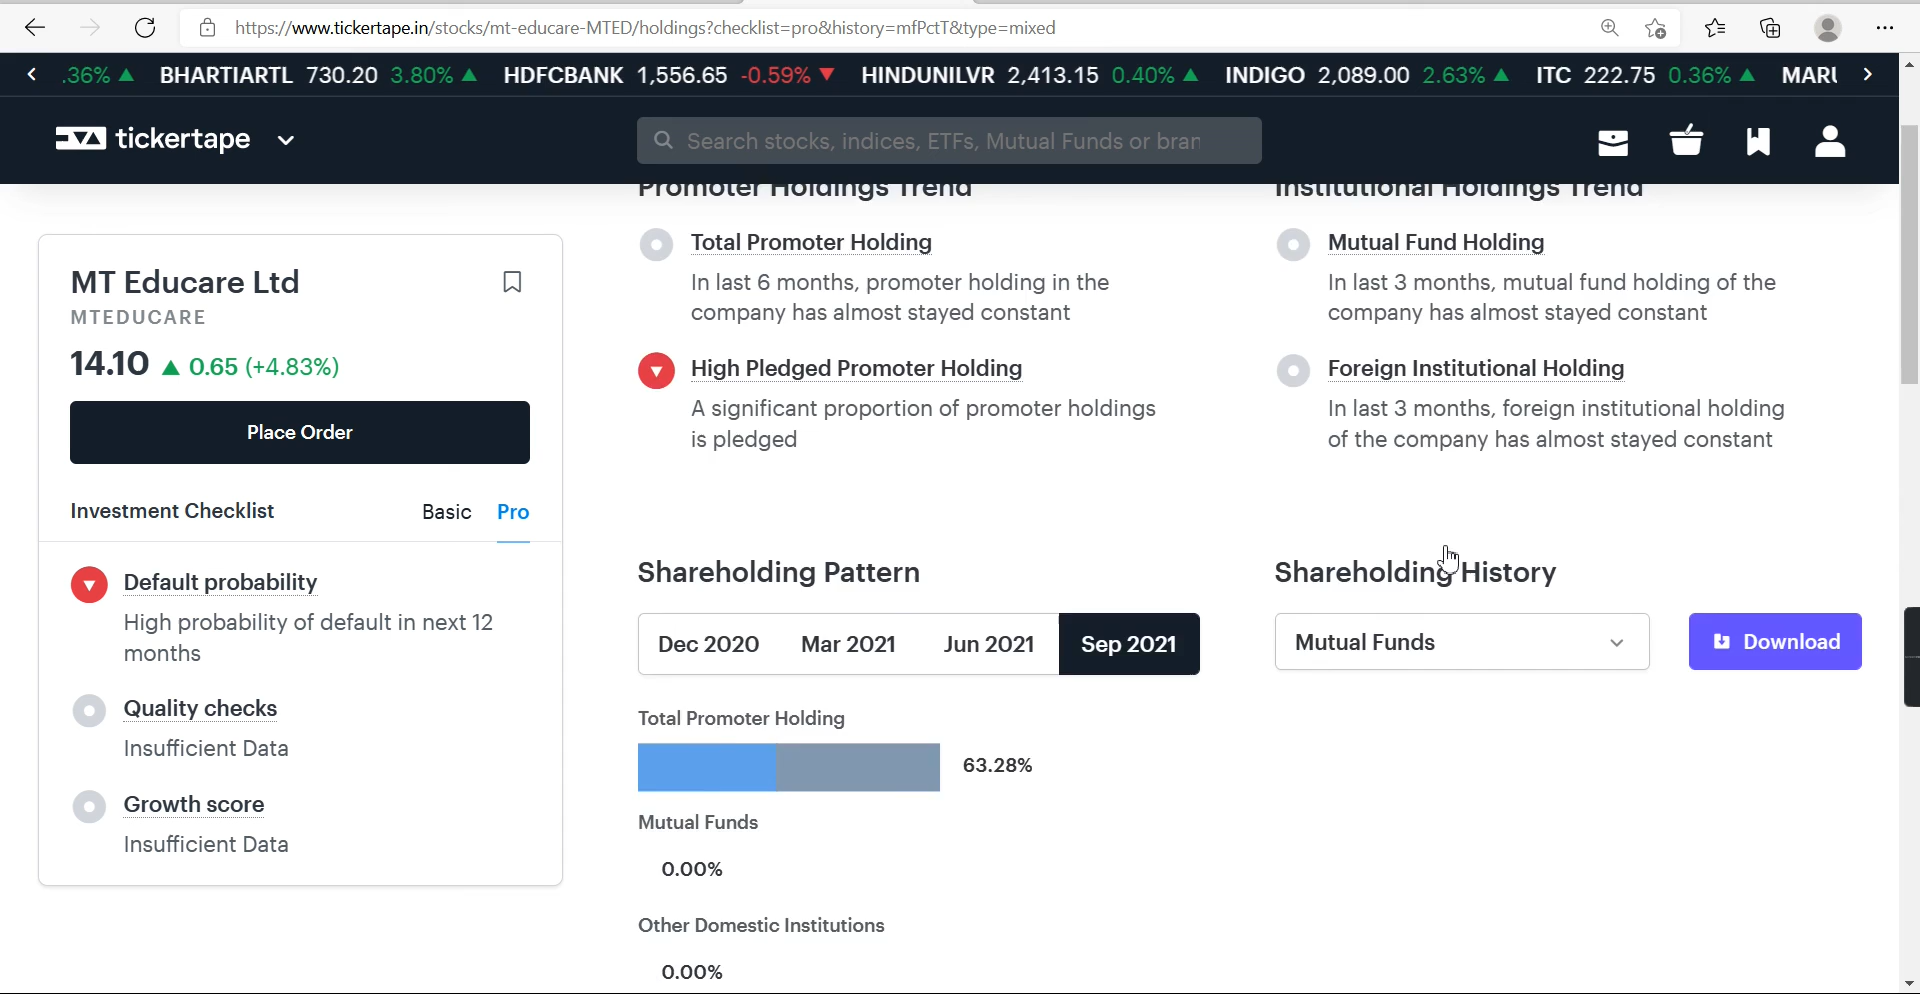 https://www.tickertape.in/stocks/mt-educare-MTED/holdings?checklist=pro&history=mfPctT&type=mixed
.36% ▲ BHARTIARTL 730.20 3.80% ▲ HDFCBANK 1,556.65 -0.59% ▼ HINDUNILVR 2,413.15 0.40% ▲ INDIGO 2,089.00 2.63% ▲ ITC 222.75 0.36% ▲ MARU
tickertape
Search stocks, indices, ETFs, Mutual Funds or bran
MT Educare Ltd
MTEDUCARE
14.10 ▲ 0.65 (+4.83%)
Place Order
Investment Checklist Basic Pro
Default probability
High probability of default in next 12
months
Quality checks
Insufficient Data
Growth score
Insufficient Data
Promoter Holdings Trend
Total Promoter Holding
In last 6 months, promoter holding in the
company has almost stayed constant
High Pledged Promoter Holding
A significant proportion of promoter holdings
is pledged
Institutional Holdings Trend
Mutual Fund Holding
In last 3 months, mutual fund holding of the
company has almost stayed constant
Foreign Institutional Holding
In last 3 months, foreign institutional holding
of the company has almost stayed constant
Shareholding Pattern
Dec 2020 Mar 2021 Jun 2021 Sep 2021
Total Promoter Holding
63.28%
Mutual Funds
0.00%
Other Domestic Institutions
0.00%
Shareholding History
Mutual Funds
Download